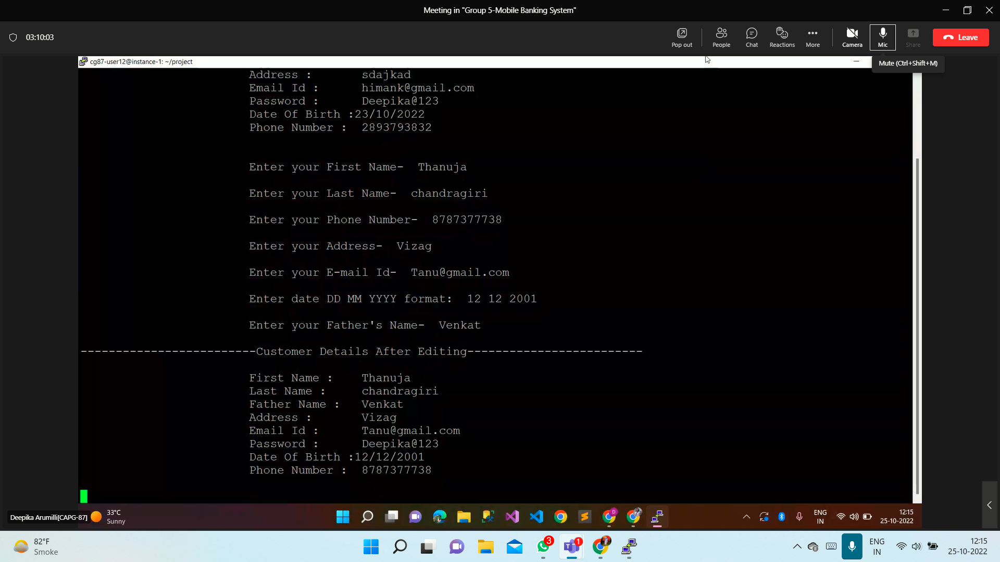 Meeting in "Group 5-Mobile Banking System"
03:10:03
Pop out
People
Chat
Reactions
More
Camera
Mic
Share
Leave
cg87-user12@instance-1: ~/project
Mute (Ctrl+Shift+M)
Address : sdajkad
Email Id : himank@gmail.com
Password : Deepika@123
Date Of Birth :23/10/2022
Phone Number : 2893793832
Enter your First Name- Thanuja
Enter your Last Name- chandragiri
Enter your Phone Number- 8787377738
Enter your Address- Vizag
Enter your E-mail Id- Tanu@gmail.com
Enter date DD MM YYYY format: 12 12 2001
Enter your Father's Name- Venkat
-------------------------Customer Details After Editing-------------------------
First Name : Thanuja
Last Name : chandragiri
Father Name : Venkat
Address : Vizag
Email Id : Tanu@gmail.com
Password : Deepika@123
Date Of Birth :12/12/2001
Phone Number : 8787377738
Deepika Arumilli[CAPG-87]
33°C
Sunny
D
ENG
IN
12:15
25-10-2022
82°F
Smoke
3
1
ENG
IN
12:15
25-10-2022